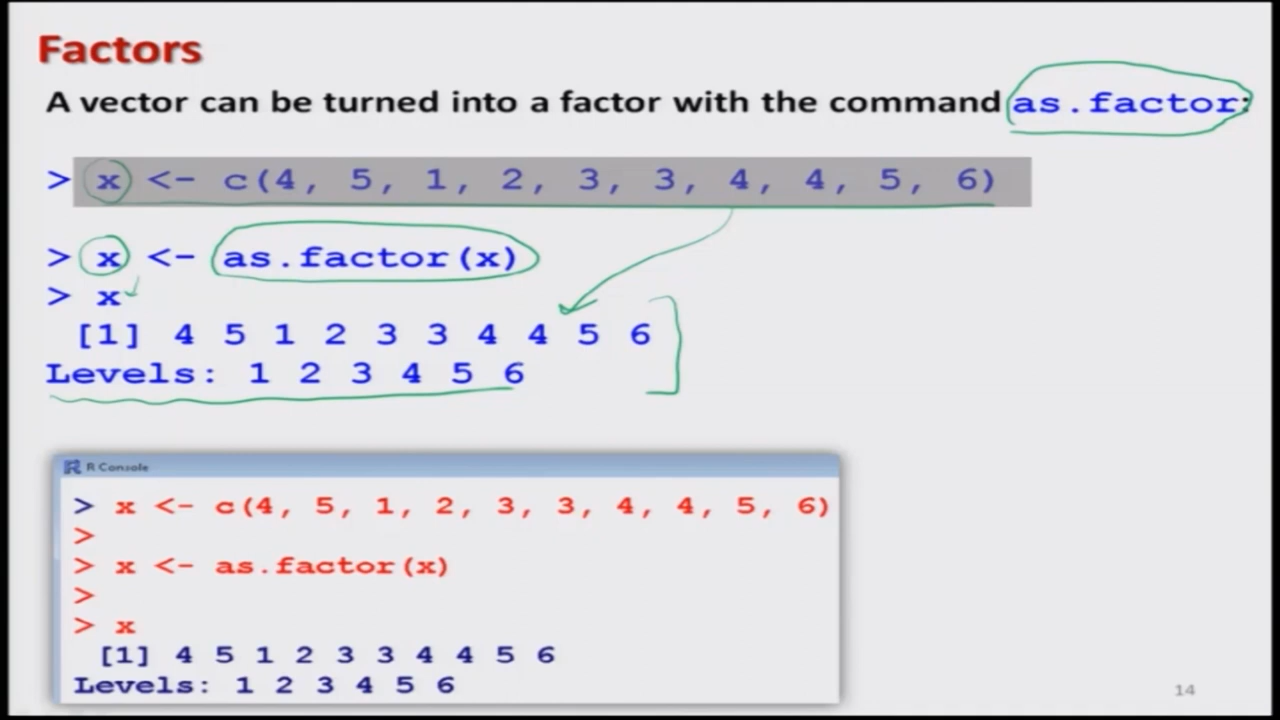 Factors
A vector can be turned into a factor with the command as.factor:
> x <- c(4, 5, 1, 2, 3, 3, 4, 4, 5, 6)
> x <- as.factor(x)
> x
[1] 4 5 1 2 3 3 4 4 5 6
Levels: 1 2 3 4 5 6
R Console
> x <- c(4, 5, 1, 2, 3, 3, 4, 4, 5, 6)
>
> x <- as.factor(x)
>
> x
[1] 4 5 1 2 3 3 4 4 5 6
Levels: 1 2 3 4 5 6
14